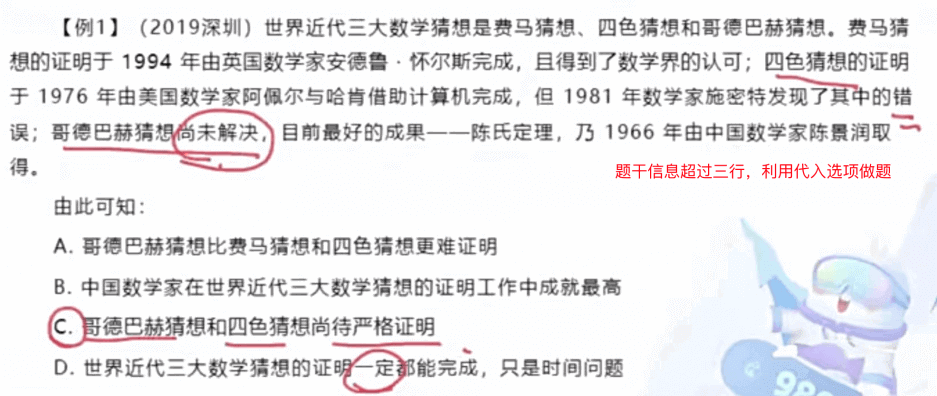 【例1】（2019深圳）世界近代三大数学猜想是费马猜想、四色猜想和哥德巴赫猜想。费马猜
想的证明于 1994 年由英国数学家安德鲁·怀尔斯完成，且得到了数学界的认可；四色猜想的证明
于 1976 年由美国数学家阿佩尔与哈肯借助计算机完成，但 1981 年数学家施密特发现了其中的错
误；哥德巴赫猜想尚未解决，目前最好的成果——陈氏定理，乃 1966 年由中国数学家陈景润取
得。
题干信息超过三行，利用代入选项做题
由此可知：
A. 哥德巴赫猜想比费马猜想和四色猜想更难证明
B. 中国数学家在世界近代三大数学猜想的证明工作中成就最高
C. 哥德巴赫猜想和四色猜想尚待严格证明
D. 世界近代三大数学猜想的证明一定都能完成，只是时间问题